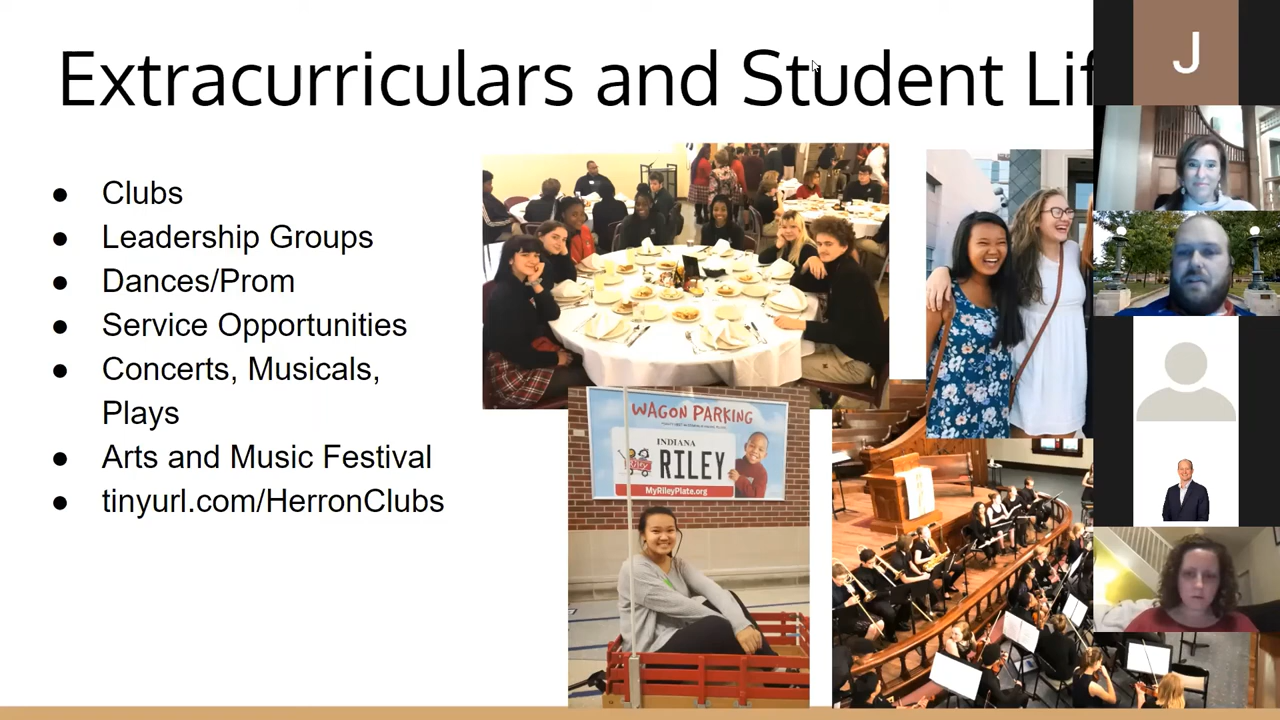 Extracurriculars and Student Lif
J
● Clubs
● Leadership Groups
● Dances/Prom
● Service Opportunities
● Concerts, Musicals,
Plays
● Arts and Music Festival
● tinyurl.com/HerronClubs
WAGON PARKING
INDIANA
RILEY
MyRileyPlate.org